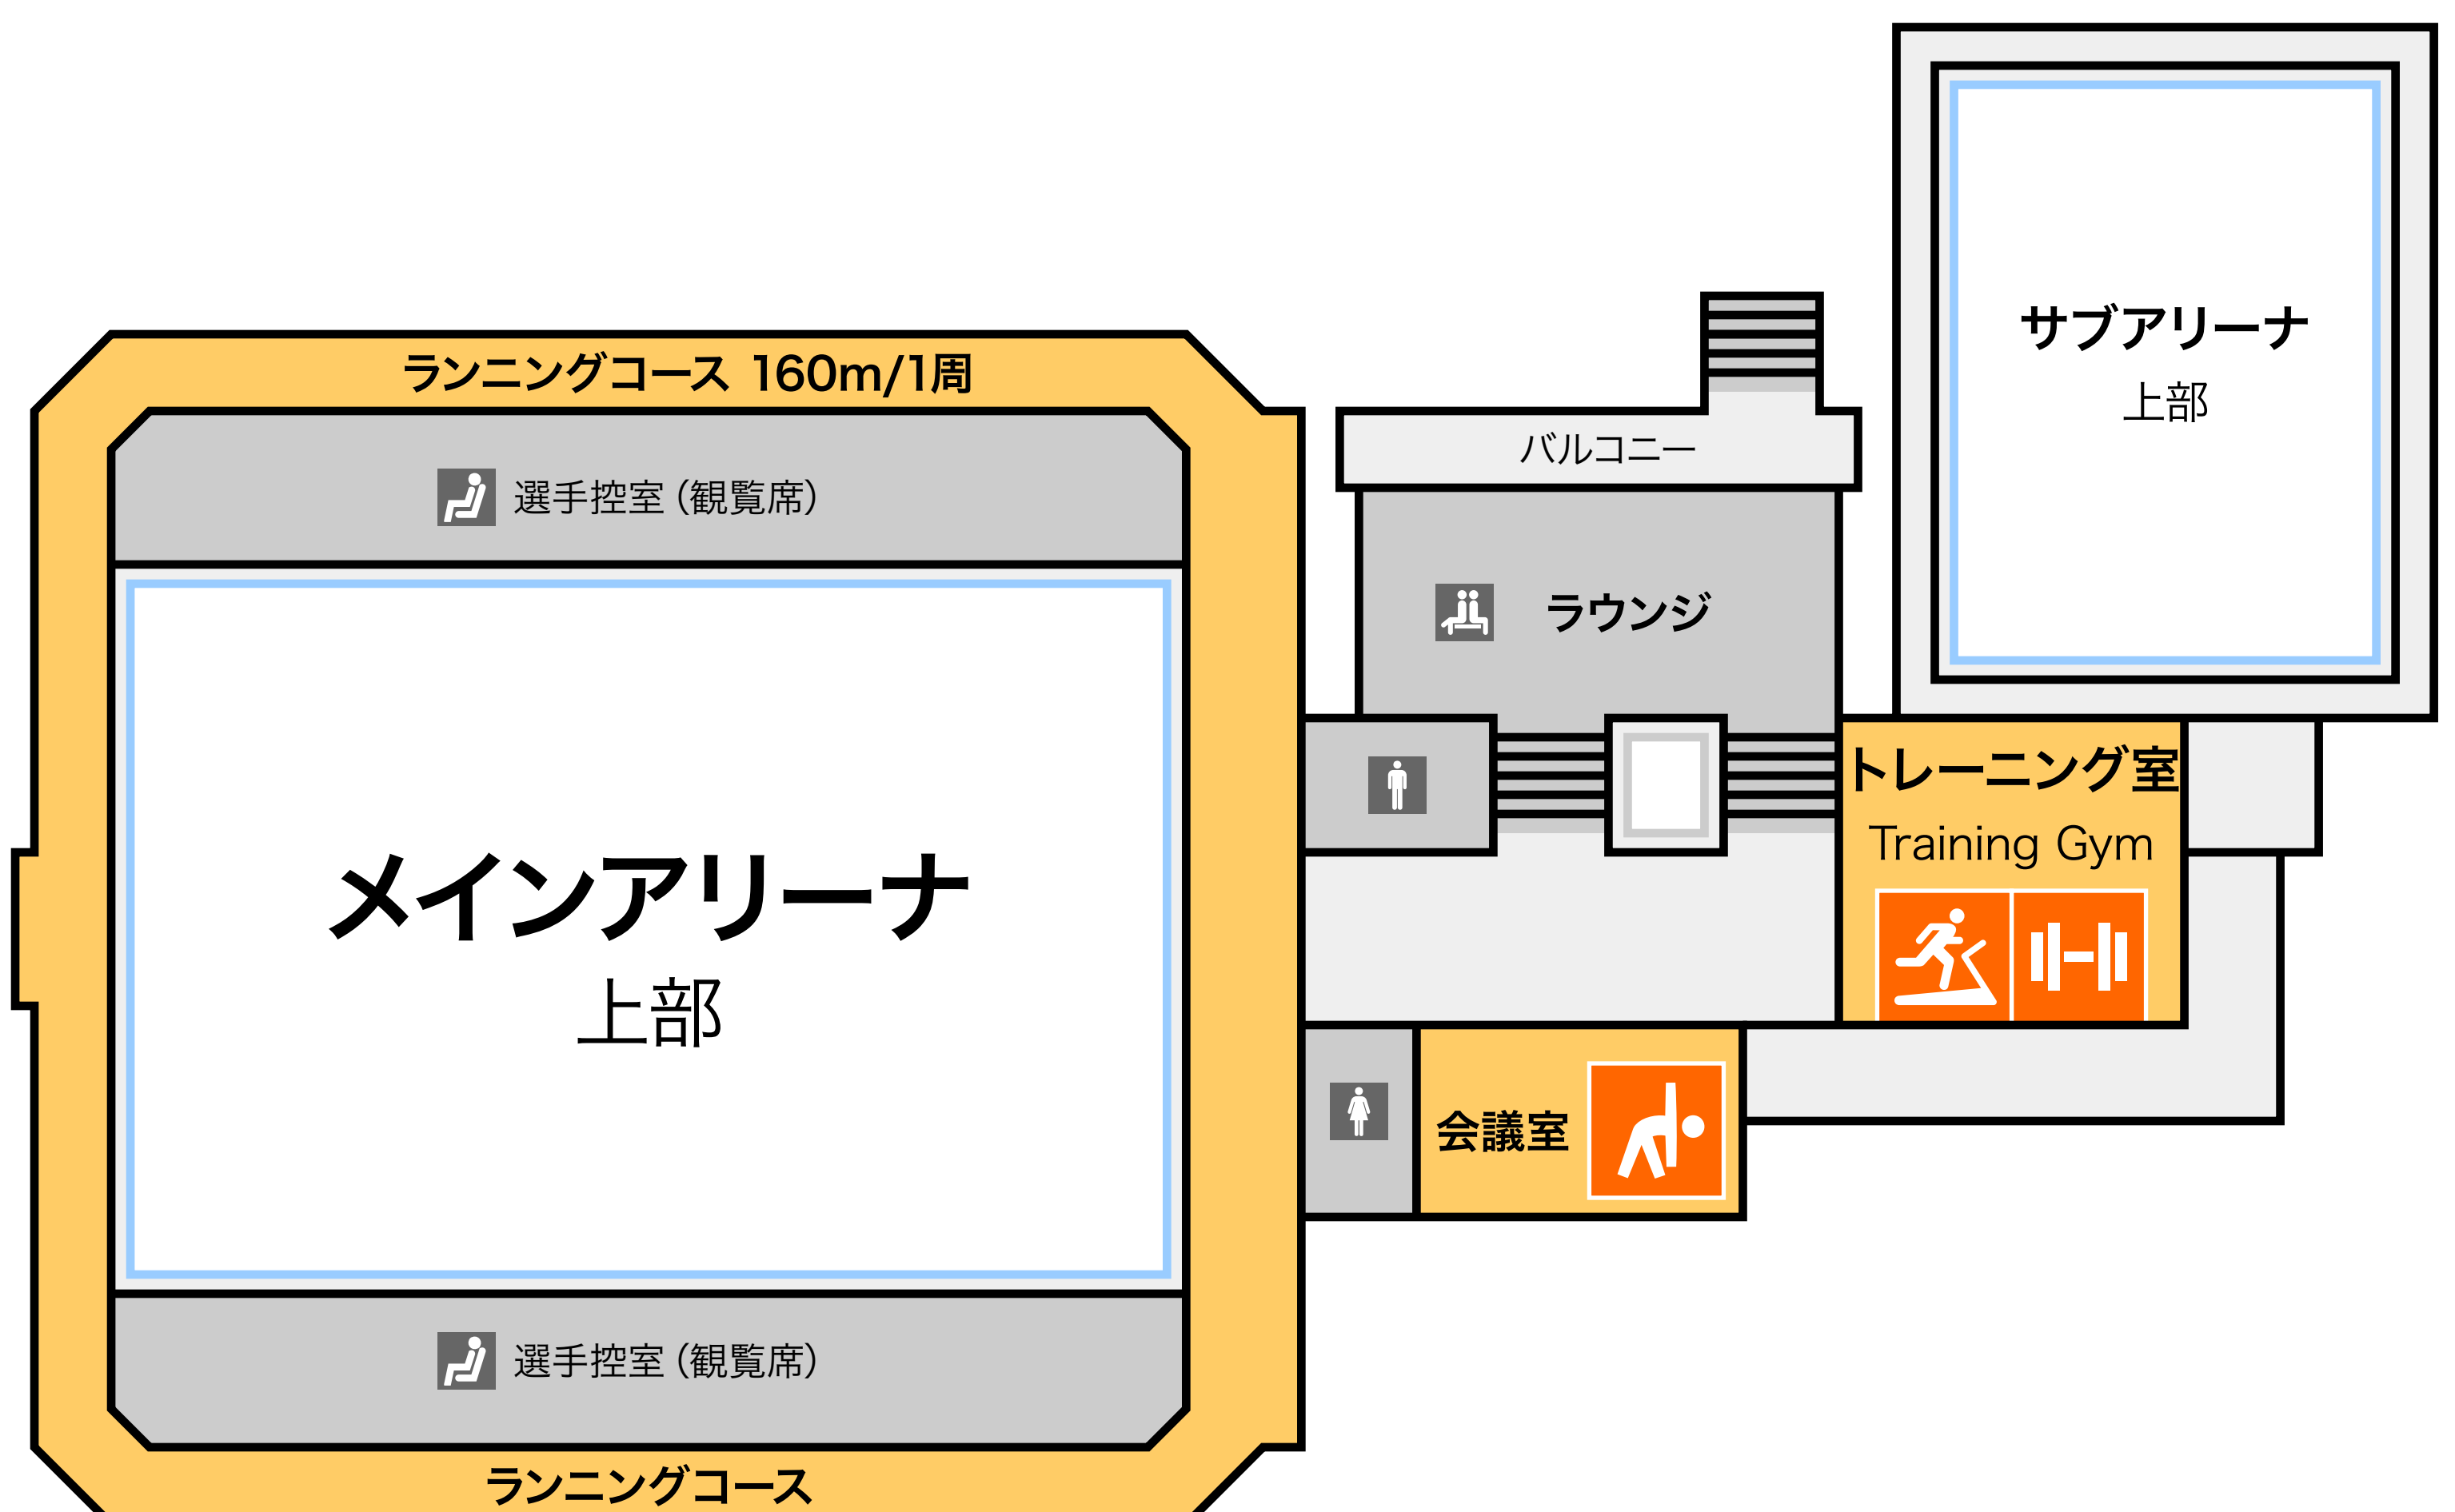 サブアリーナ
上部
ランニングコース 160m/1周
バルコニー
選手控室(観覧席)
ラウンジ
トレーニング室
Training Gym
メインアリーナ
上部
会議室
選手控室(観覧席)
ランニングコース